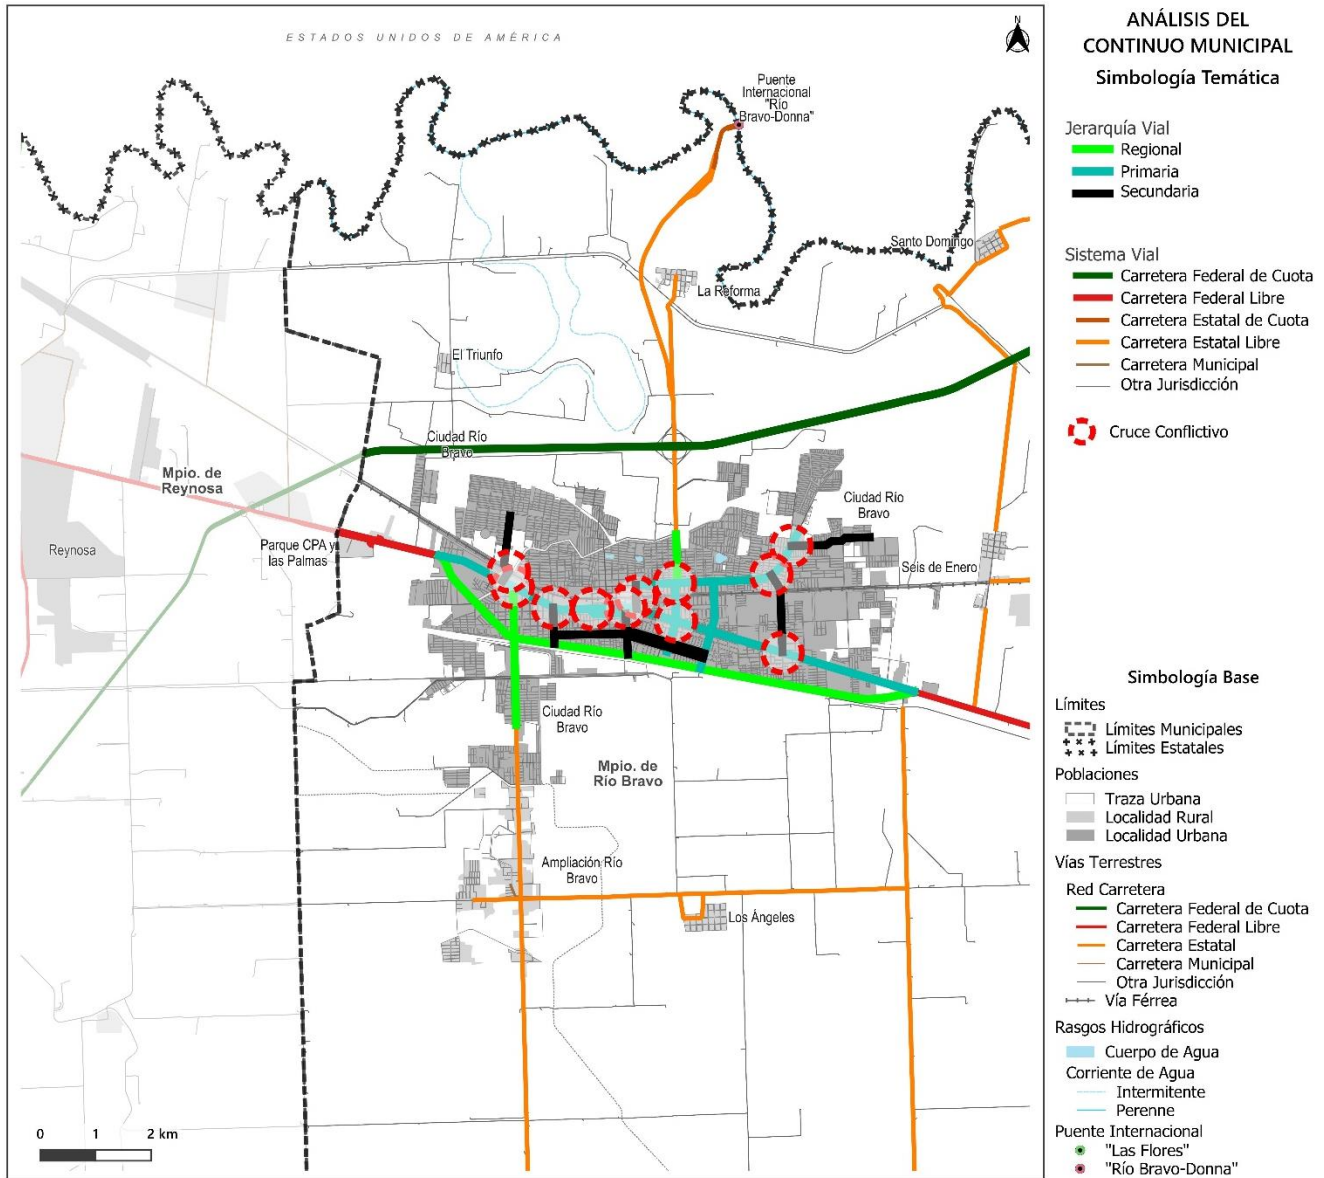 ESTADOS UNIDOS DE AMÉRICA
N
Puente
Internacional
"Río
Bravo-Donna"
Santo Domingo
La Reforma
El Triunfo
Ciudad Río
Bravo
Mpio. de
Reynosa
Ciudad Río
Bravo
Reynosa
Parque CPA y
las Palmas
Seis de Enero
Ciudad Río
Bravo
Mpio. de
Río Bravo
Ampliación Río
Bravo
Los Ángeles
0 1 2 km
ANÁLISIS DEL
CONTINUO MUNICIPAL
Simbología Temática
Jerarquía Vial
Regional
Primaria
Secundaria
Sistema Vial
Carretera Federal de Cuota
Carretera Federal Libre
Carretera Estatal de Cuota
Carretera Estatal Libre
Carretera Municipal
Otra Jurisdicción
Cruce Conflictivo
Simbología Base
Límites
Límites Municipales
Límites Estatales
Poblaciones
Traza Urbana
Localidad Rural
Localidad Urbana
Vías Terrestres
Red Carretera
Carretera Federal de Cuota
Carretera Federal Libre
Carretera Estatal
Carretera Municipal
Otra Jurisdicción
Vía Férrea
Rasgos Hidrográficos
Cuerpo de Agua
Corriente de Agua
Intermitente
Perenne
Puente Internacional
"Las Flores"
"Río Bravo-Donna"